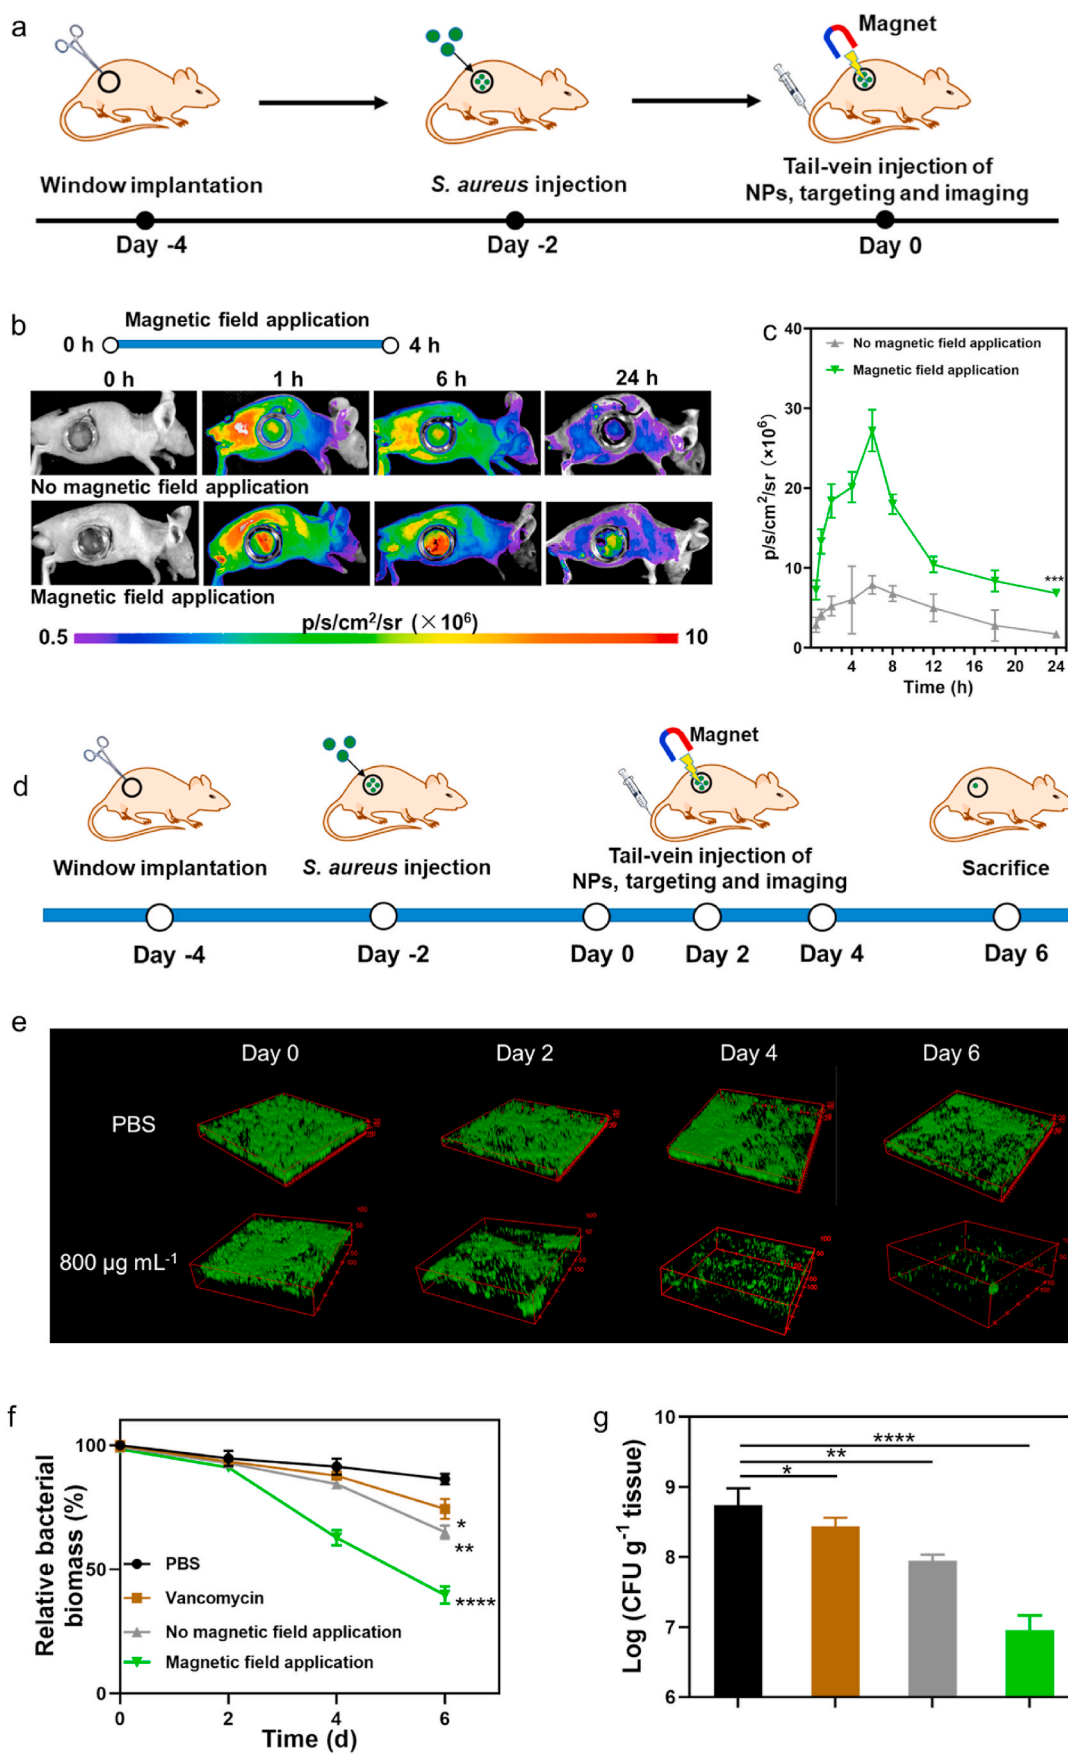 a
Magnet
Window implantation
S. aureus injection
Tail-vein injection of
NPs, targeting and imaging
Day -4
Day -2
Day 0
b
Magnetic field application
0 h
4 h
0 h
1 h
6 h
24 h
No magnetic field application
Magnetic field application
p/s/cm²/sr (×10⁶)
0.5
10
c
40
30
20
10
0
p/s/cm²/sr (×10⁶)
No magnetic field application
Magnetic field application
***
4
8
12
16
20
24
Time (h)
d
Magnet
Window implantation
S. aureus injection
Tail-vein injection of
NPs, targeting and imaging
Sacrifice
Day -4
Day -2
Day 0
Day 2
Day 4
Day 6
e
Day 0
Day 2
Day 4
Day 6
PBS
800 µg mL⁻¹
f
Relative bacterial
biomass (%)
100
50
0
PBS
Vancomycin
No magnetic field application
Magnetic field application
*
**
****
0
2
4
6
Time (d)
g
Log (CFU g⁻¹ tissue)
10
9
8
7
6
****
**
*